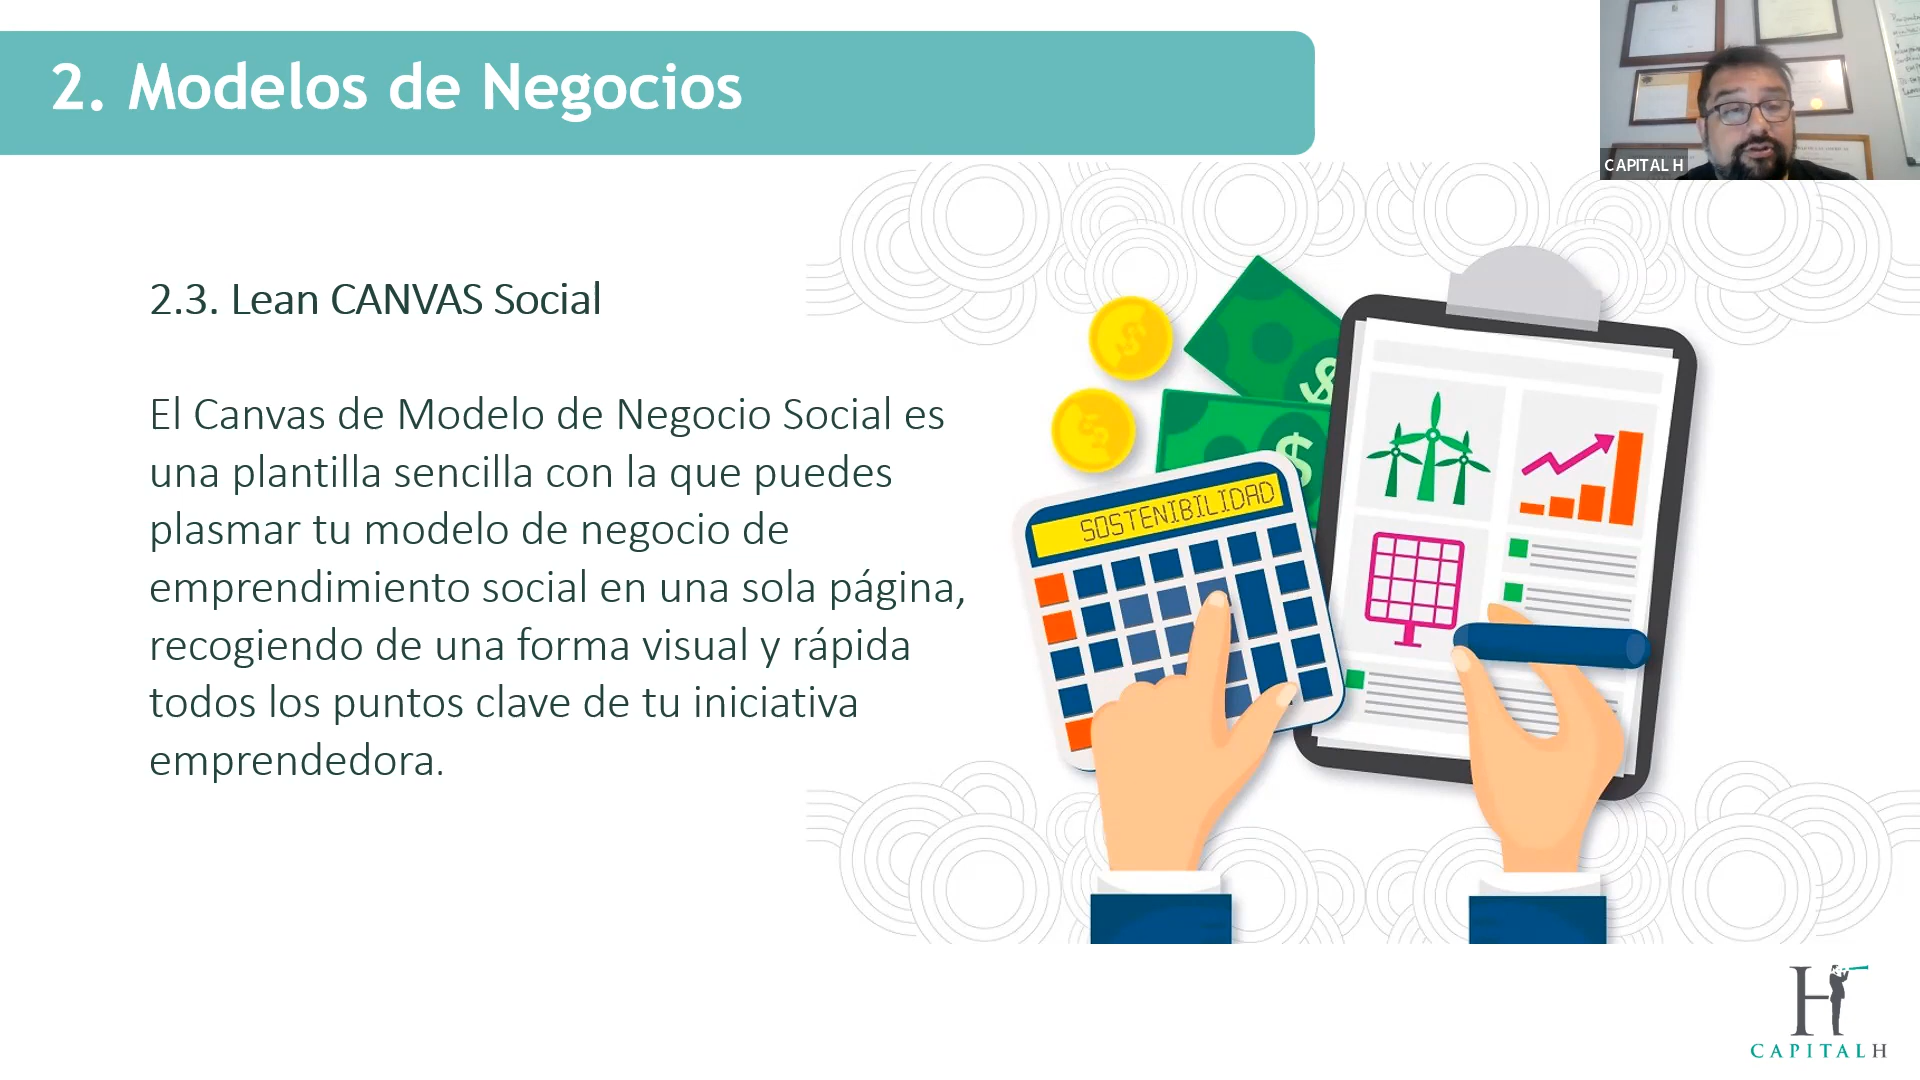 2. Modelos de Negocios
CAPITAL H
2.3. Lean CANVAS Social
El Canvas de Modelo de Negocio Social es
una plantilla sencilla con la que puedes
plasmar tu modelo de negocio de
emprendimiento social en una sola página,
recogiendo de una forma visual y rápida
todos los puntos clave de tu iniciativa
emprendedora.
$
$
$
$
SOSTENIBILIDAD
H
CAPITALH